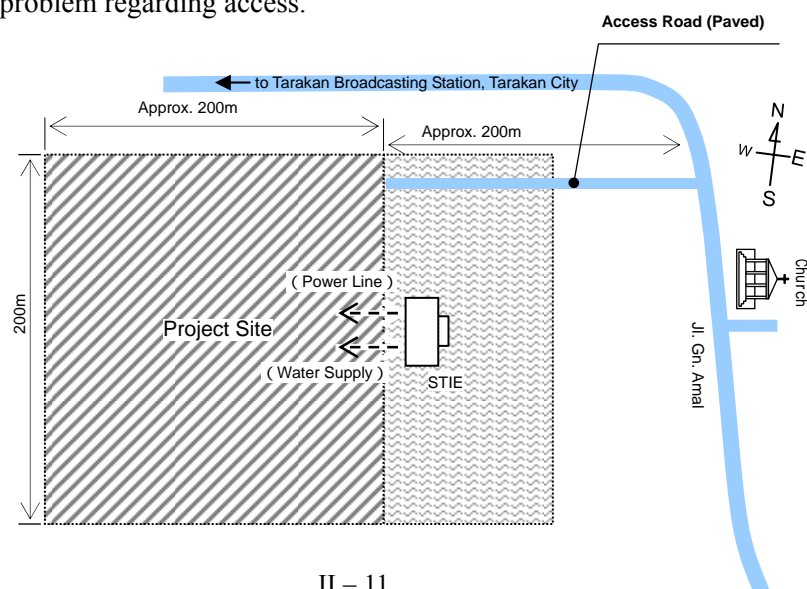 problem regarding access.
Access Road (Paved)
to Tarakan Broadcasting Station, Tarakan City
Approx. 200m
Approx. 200m
N
W
E
S
200m
( Power Line )
Project Site
( Water Supply )
STIE
Church
Jl. Gn. Amal
II – 11